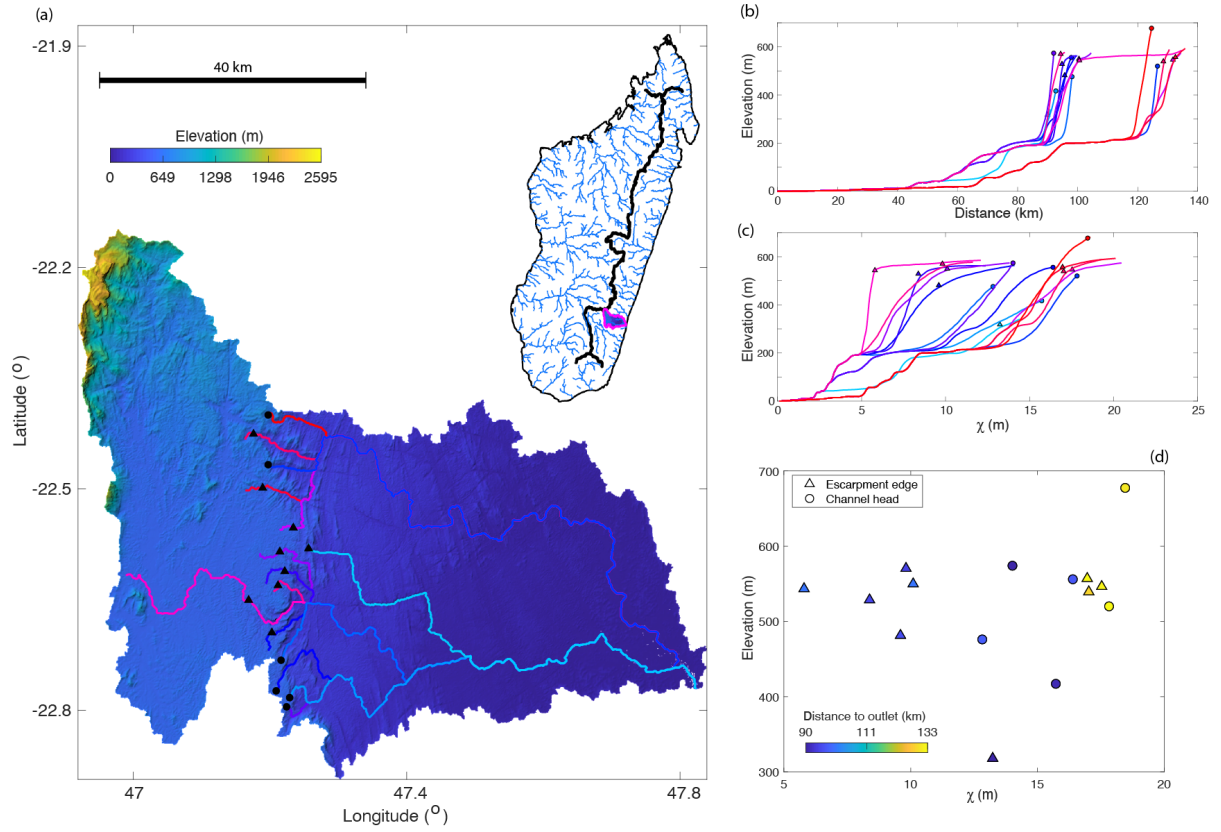 (a)
-21.9
-22.2
-22.5
-22.8
Latitude (°)
40 km
Elevation (m)
0 649 1298 1946 2595
47 47.4 47.8
Longitude (°)
(b)
600
400
200
0
Elevation (m)
0 20 40 60 80 100 120 140
Distance (km)
(c)
600
400
200
0
Elevation (m)
0 5 10 15 20 25
χ (m)
(d)
700
600
500
400
300
Elevation (m)
Escarpment edge
Channel head
Distance to outlet (km)
90 111 133
5 10 15 20
χ (m)